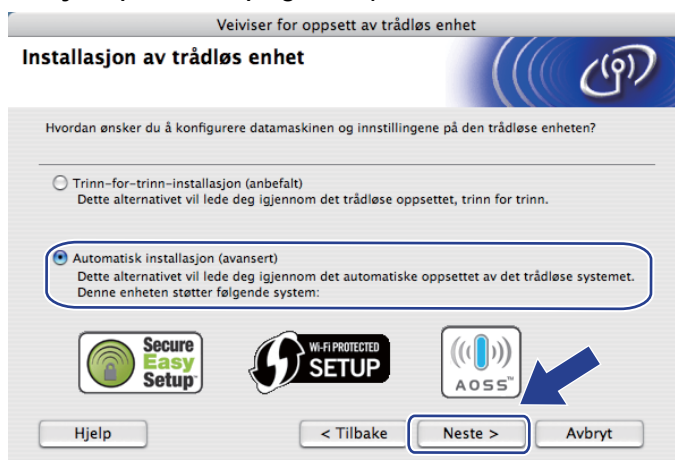 Veiviser for oppsett av trådløs enhet
Installasjon av trådløs enhet
Hvordan ønsker du å konfigurere datamaskinen og innstillingene på den trådløse enheten?
Trinn-for-trinn-installasjon (anbefalt)
Dette alternativet vil lede deg igjennom det trådløse oppsettet, trinn for trinn.
Automatisk installasjon (avansert)
Dette alternativet vil lede deg igjennom det automatiske oppsettet av det trådløse systemet.
Denne enheten støtter følgende system:
Secure
Easy
Setup™
WI-FI PROTECTED
SETUP
AOSS™
Hjelp
< Tilbake
Neste >
Avbryt